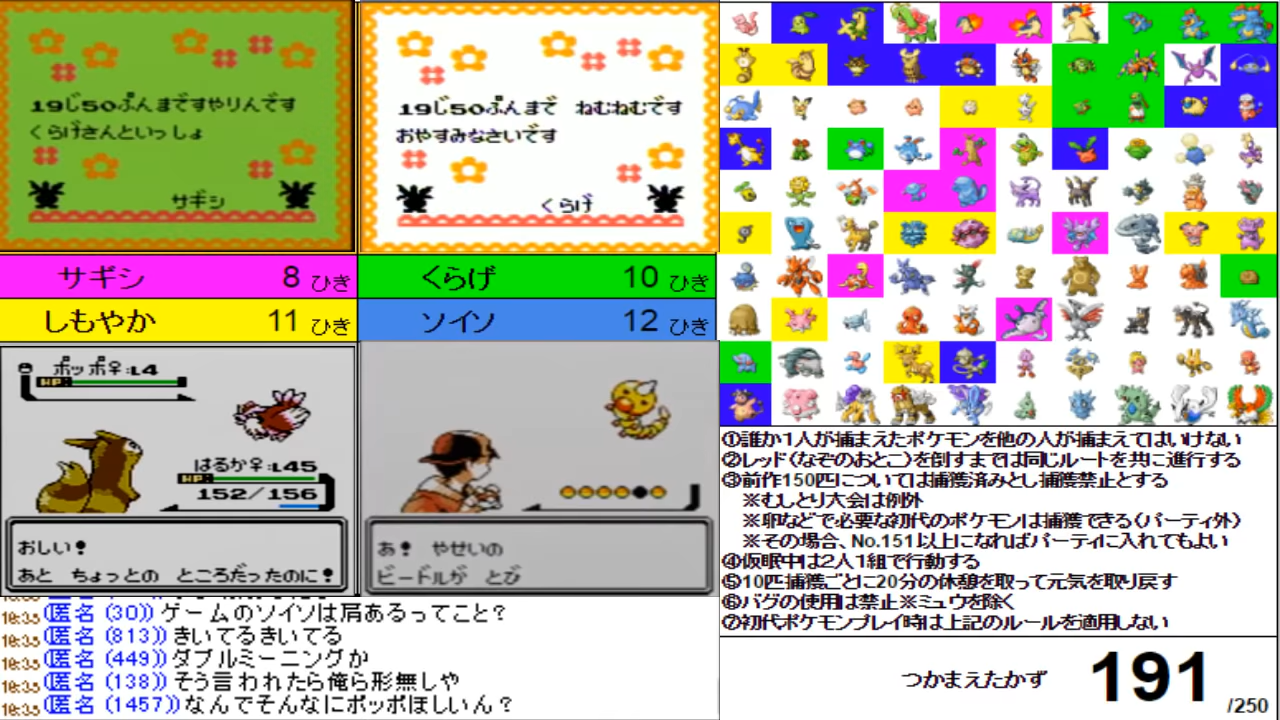 19じ50ぷんまですやりんです
くらげさんといっしょ
サギシ
19じ50ぷんまで ねむねむです
おやすみなさいです
くらげ
サギシ 8 ひき
くらげ 10 ひき
しもやか 11 ひき
ソイソ 12 ひき
ポッポ♀:L4
HP
はるか♀:L45
HP
152/156
おしい!
あと ちょっとの ところだったのに!
あ! やせいの
ビードルが とび
18:35 (匿名 (30)) ゲームのソイソは肩あるってこと?
18:35 (匿名 (813)) きいてるきいてる
18:35 (匿名 (449)) ダブルミーニングか
18:35 (匿名 (138)) そう言われたら俺ら形無しや
18:35 (匿名 (1457)) なんでそんなにポッポほしいん?
①誰か1人が捕まえたポケモンを他の人が捕まえてはいけない
②レッド(なぞのおとこ)を倒すまでは同じルートを共に進行する
③前作150匹については捕獲済みとし捕獲禁止とする
※むしとり大会は例外
※卵などで必要な初代のポケモンは捕獲できる(パーティ外)
※その場合、No.151以上になればパーティに入れてもよい
④仮眠中は2人1組で行動する
⑤10匹捕獲ごとに20分の休憩を取って元気を取り戻す
⑥バグの使用は禁止※ミュウを除く
⑦初代ポケモンプレイ時は上記のルールを適用しない
つかまえたかず 191 /250